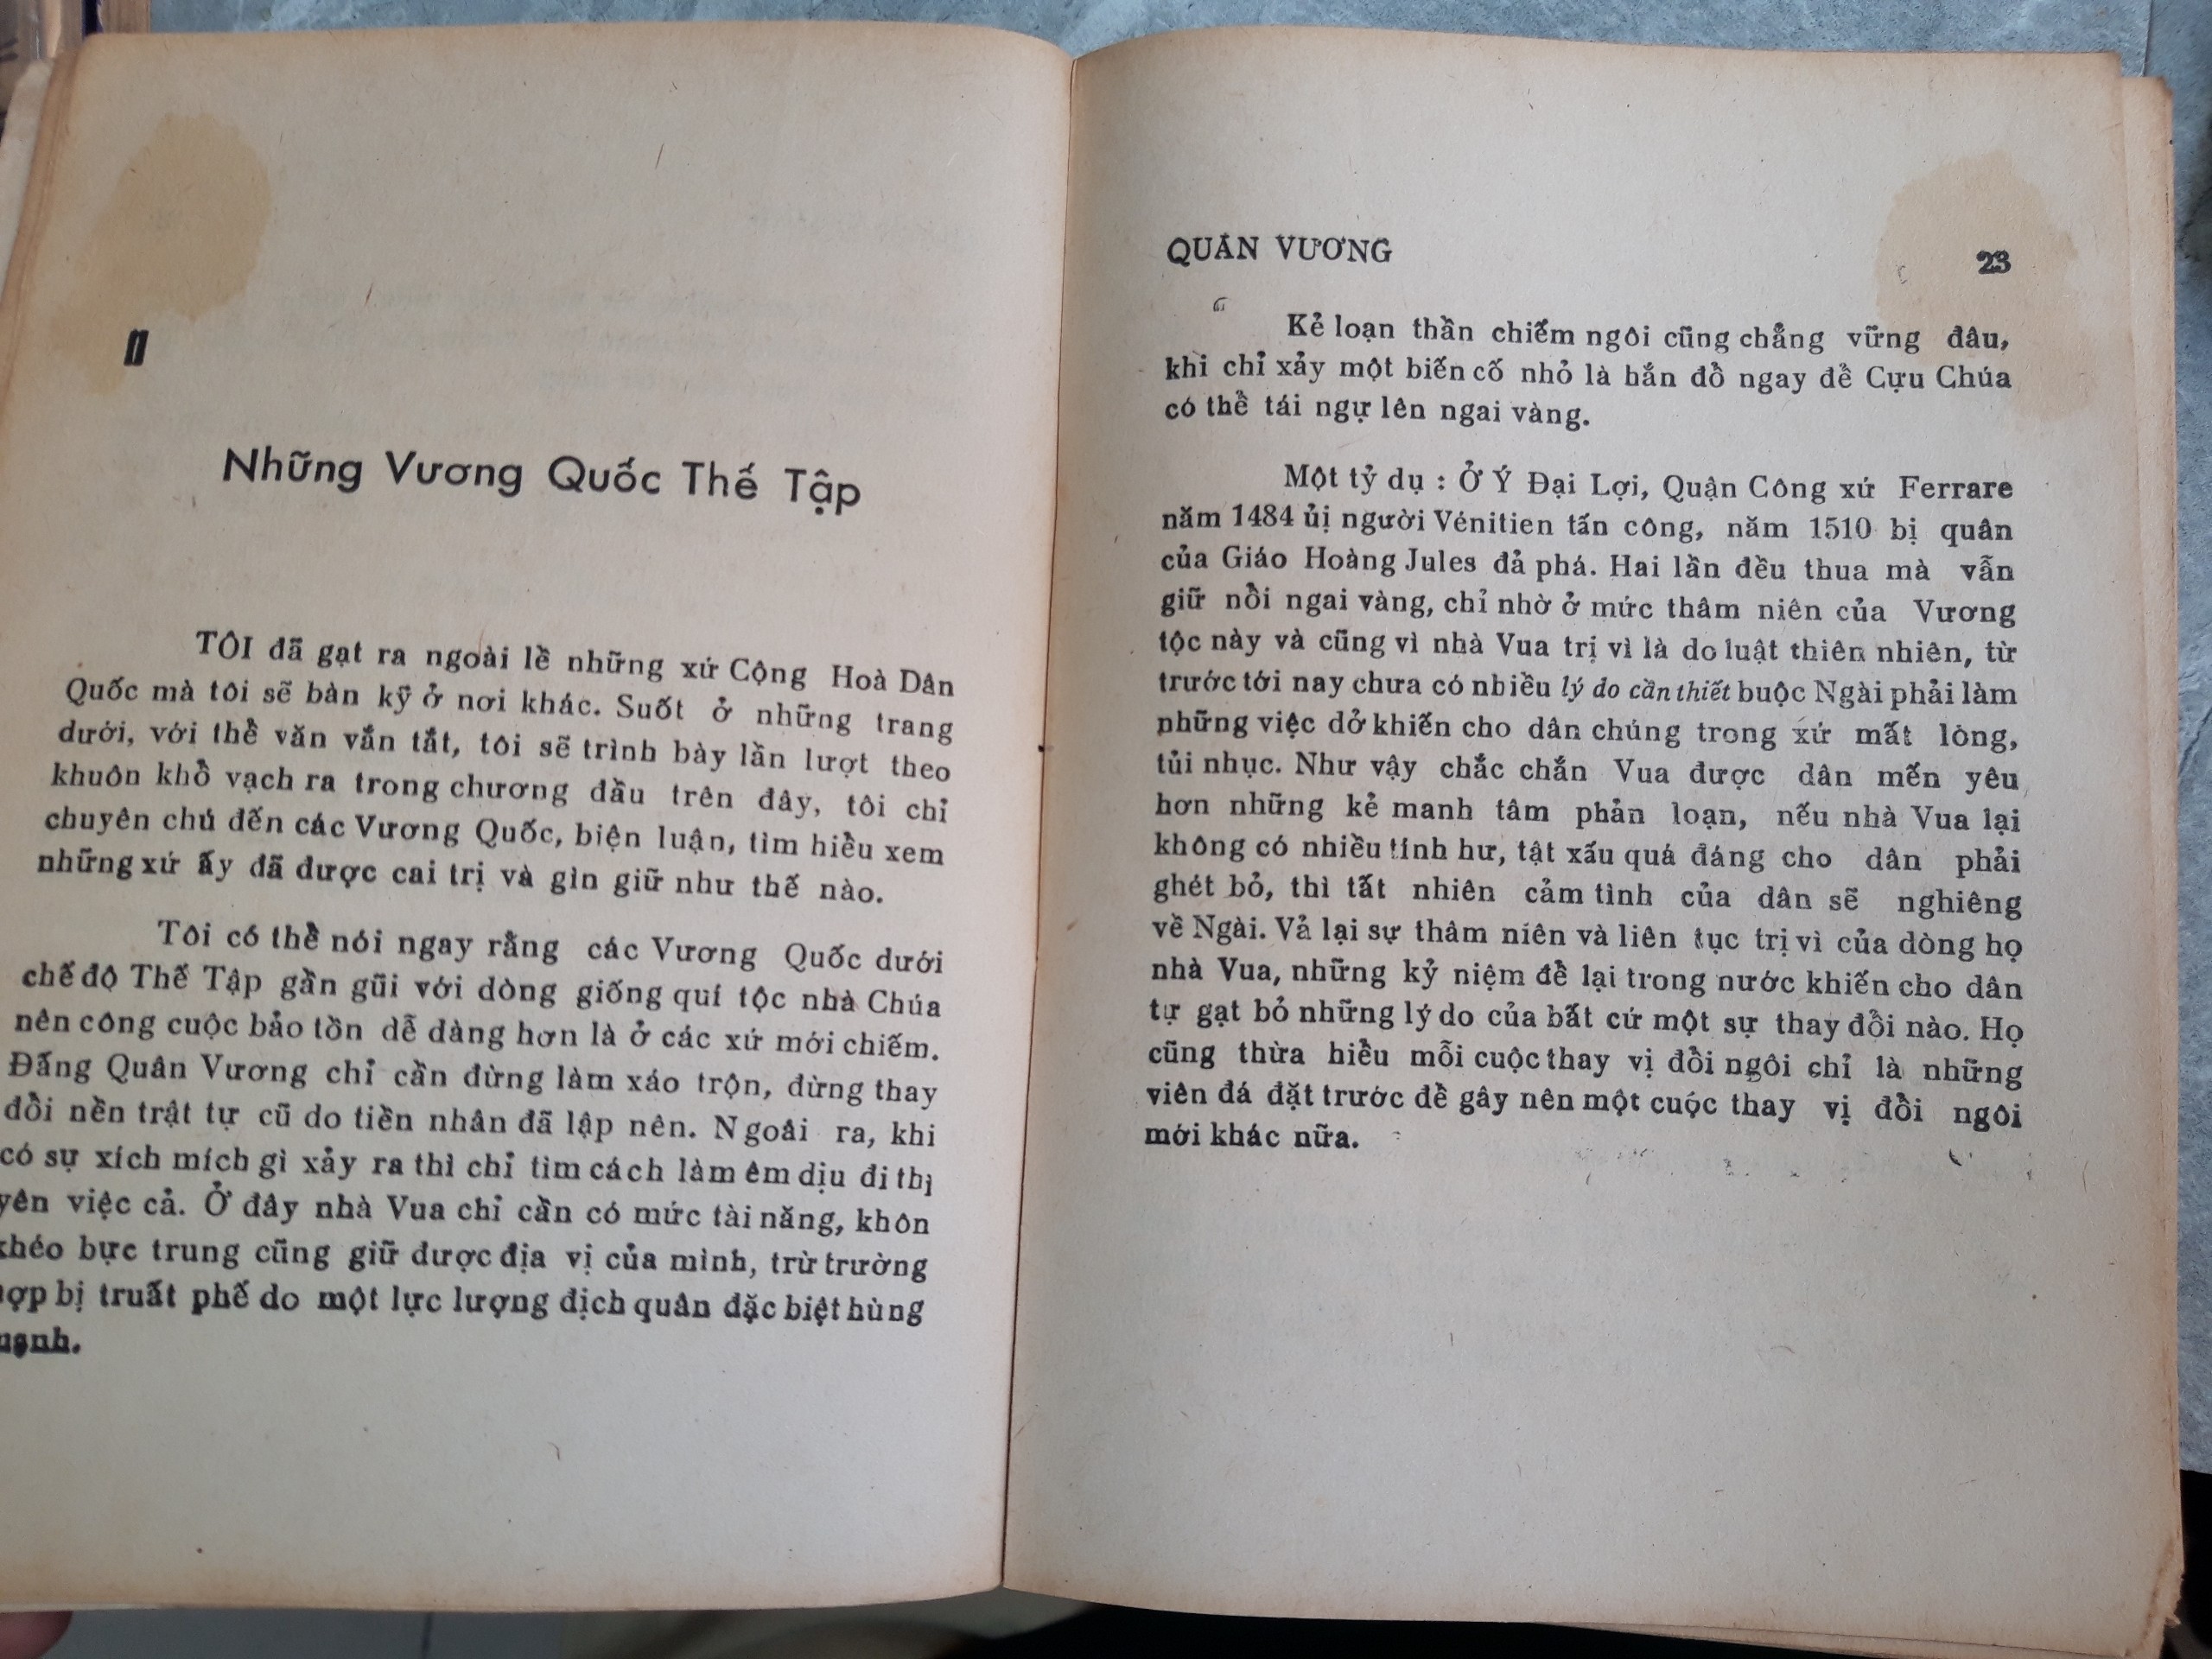 II
Những Vương Quốc Thế Tập
TÔI đã gạt ra ngoài lề những xứ Cộng Hoà Dân
Quốc mà tôi sẽ bàn kỹ ở nơi khác. Suốt ở những trang
dưới, với thể văn vắn tắt, tôi sẽ trình bày lần lượt theo
khuôn khổ vạch ra trong chương đầu trên đây, tôi chỉ
chuyên chú đến các Vương Quốc, biện luận, tìm hiểu xem
những xứ ấy đã được cai trị và gìn giữ như thế nào.
Tôi có thể nói ngay rằng các Vương Quốc dưới
chế độ Thế Tập gần gũi với dòng giống quí tộc nhà Chúa
nên công cuộc bảo tồn dễ dàng hơn là ở các xứ mới chiếm.
Đấng Quân Vương chỉ cần đừng làm xáo trộn, đừng thay
đổi nền trật tự cũ do tiền nhân đã lập nên. Ngoài ra, khi
có sự xích mích gì xảy ra thì chỉ tìm cách làm êm dịu đi thị
yên việc cả. Ở đây nhà Vua chỉ cần có mức tài năng, khôn
khéo bực trung cũng giữ được địa vị của mình, trừ trường
hợp bị truất phế do một lực lượng địch quân đặc biệt hùng
mạnh.
QUÂN VƯƠNG 23
Kẻ loạn thần chiếm ngôi cũng chẳng vững đâu,
khi chỉ xảy một biến cố nhỏ là hắn đổ ngay để Cựu Chúa
có thể tái ngự lên ngai vàng.
Một tỷ dụ : Ở Ý Đại Lợi, Quận Công xứ Ferrare
năm 1484 ủị người Vénitien tấn công, năm 1510 bị quân
của Giáo Hoàng Jules đả phá. Hai lần đều thua mà vẫn
giữ nổi ngai vàng, chỉ nhờ ở mức thâm niên của Vương
tộc này và cũng vì nhà Vua trị vì là do luật thiên nhiên, từ
trước tới nay chưa có nhiều lý do cần thiết buộc Ngài phải làm
những việc dở khiến cho dân chúng trong xứ mất lòng,
tủi nhục. Như vậy chắc chắn Vua được dân mến yêu
hơn những kẻ manh tâm phản loạn, nếu nhà Vua lại
không có nhiều tính hư, tật xấu quá đáng cho dân phải
ghét bỏ, thì tất nhiên cảm tình của dân sẽ nghiêng
về Ngài. Vả lại sự thâm niên và liên tục trị vì của dòng họ
nhà Vua, những kỷ niệm để lại trong nước khiến cho dân
tự gạt bỏ những lý do của bất cứ một sự thay đổi nào. Họ
cũng thừa hiểu mỗi cuộc thay vị đổi ngôi chỉ là những
viên đá đặt trước để gây nên một cuộc thay vị đổi ngôi
mới khác nữa.